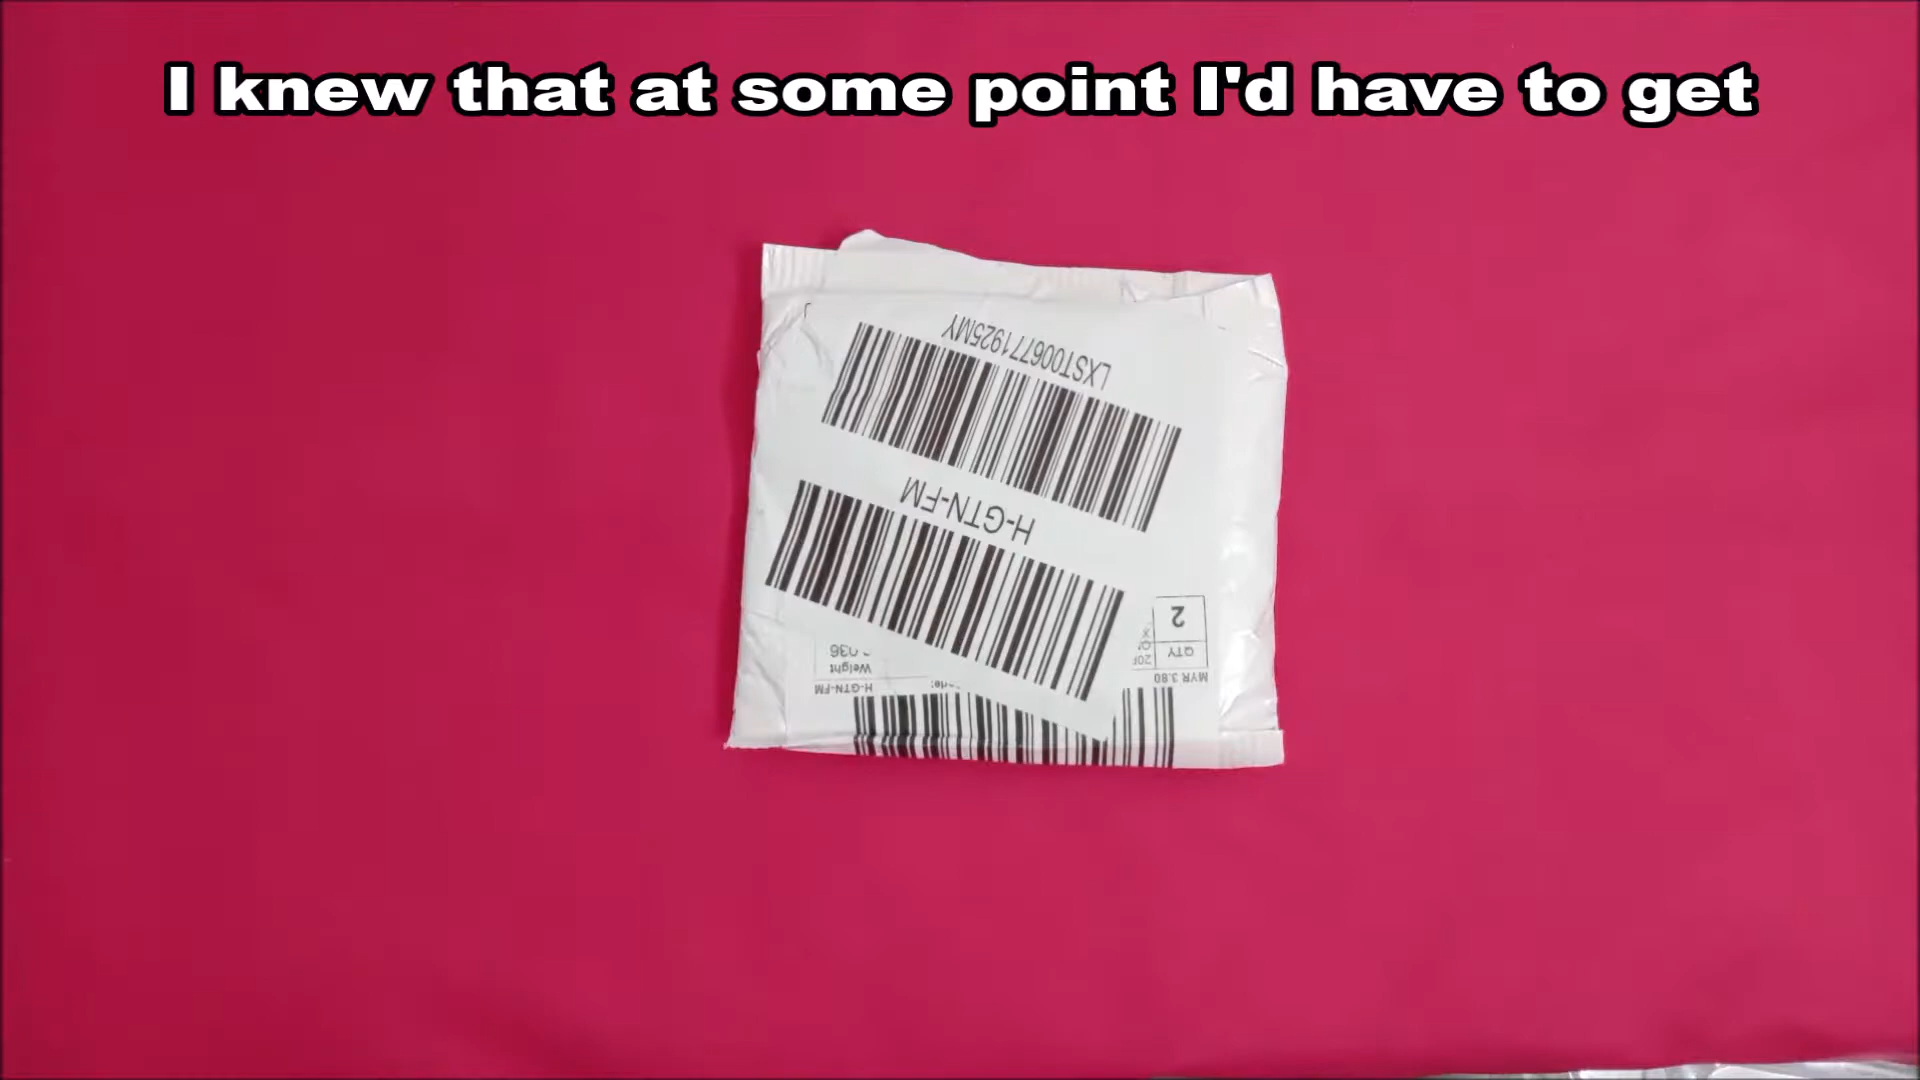 I knew that at some point I'd have to get
LXST006771925MY
H-GTN-FM
2
QTY
MYR 3.80
Weight
H-GTN-FM